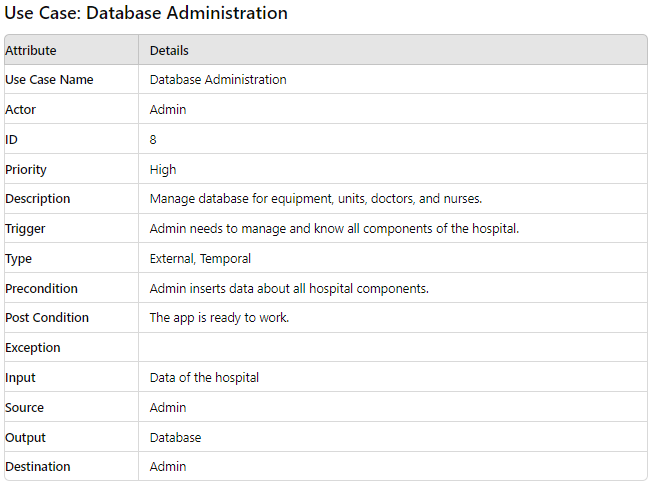 Use Case: Database Administration
Attribute Details
Use Case Name Database Administration
Actor Admin
ID 8
Priority High
Description Manage database for equipment, units, doctors, and nurses.
Trigger Admin needs to manage and know all components of the hospital.
Type External, Temporal
Precondition Admin inserts data about all hospital components.
Post Condition The app is ready to work.
Exception
Input Data of the hospital
Source Admin
Output Database
Destination Admin